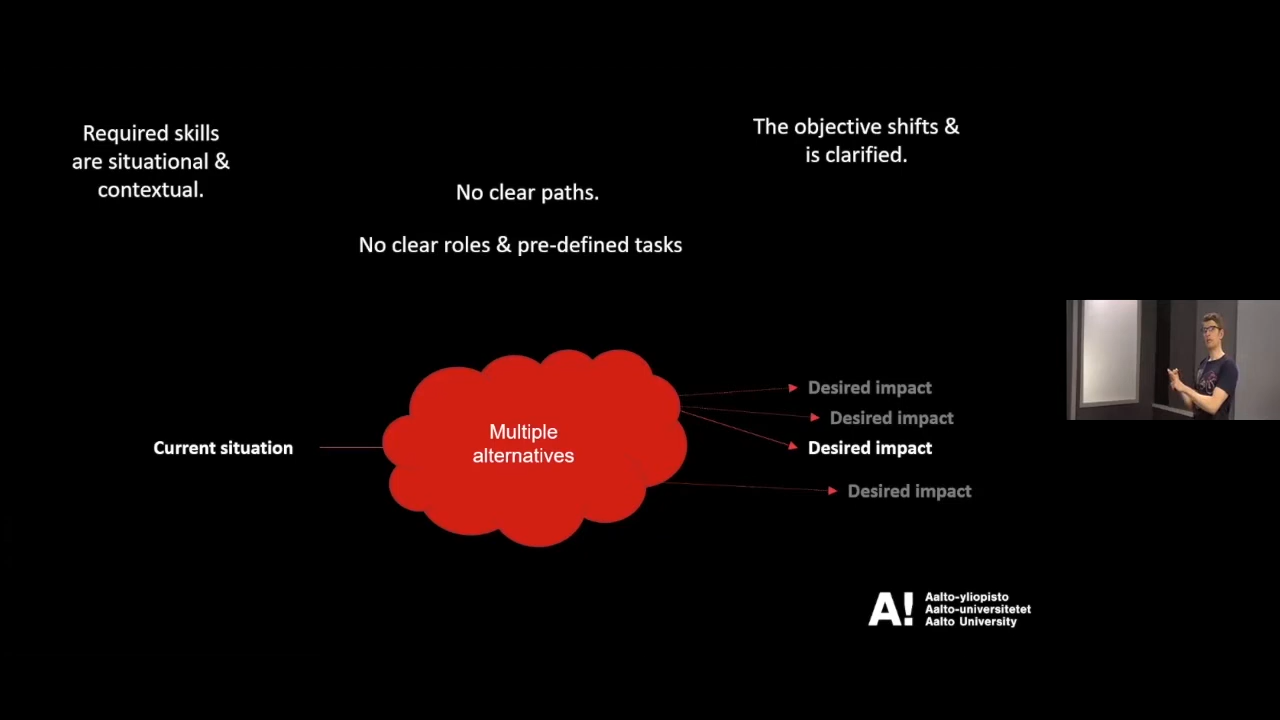 Required skills
are situational &
contextual.
The objective shifts &
is clarified.
No clear paths.
No clear roles & pre-defined tasks
Current situation
Multiple
alternatives
Desired impact
Desired impact
Desired impact
Desired impact
A!
Aalto-yliopisto
Aalto-universitetet
Aalto University